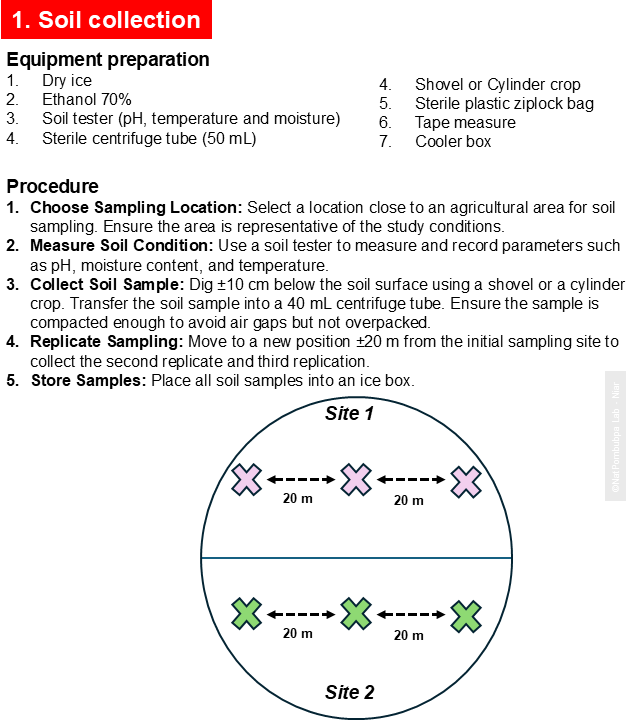 1. Soil collection
Equipment preparation
1. Dry ice
2. Ethanol 70%
3. Soil tester (pH, temperature and moisture)
4. Sterile centrifuge tube (50 mL)
4. Shovel or Cylinder crop
5. Sterile plastic ziplock bag
6. Tape measure
7. Cooler box
Procedure
1. Choose Sampling Location: Select a location close to an agricultural area for soil
sampling. Ensure the area is representative of the study conditions.
2. Measure Soil Condition: Use a soil tester to measure and record parameters such
as pH, moisture content, and temperature.
3. Collect Soil Sample: Dig ±10 cm below the soil surface using a shovel or a cylinder
crop. Transfer the soil sample into a 40 mL centrifuge tube. Ensure the sample is
compacted enough to avoid air gaps but not overpacked.
4. Replicate Sampling: Move to a new position ±20 m from the initial sampling site to
collect the second replicate and third replication.
5. Store Samples: Place all soil samples into an ice box.
Site 1
20 m
20 m
20 m
20 m
Site 2